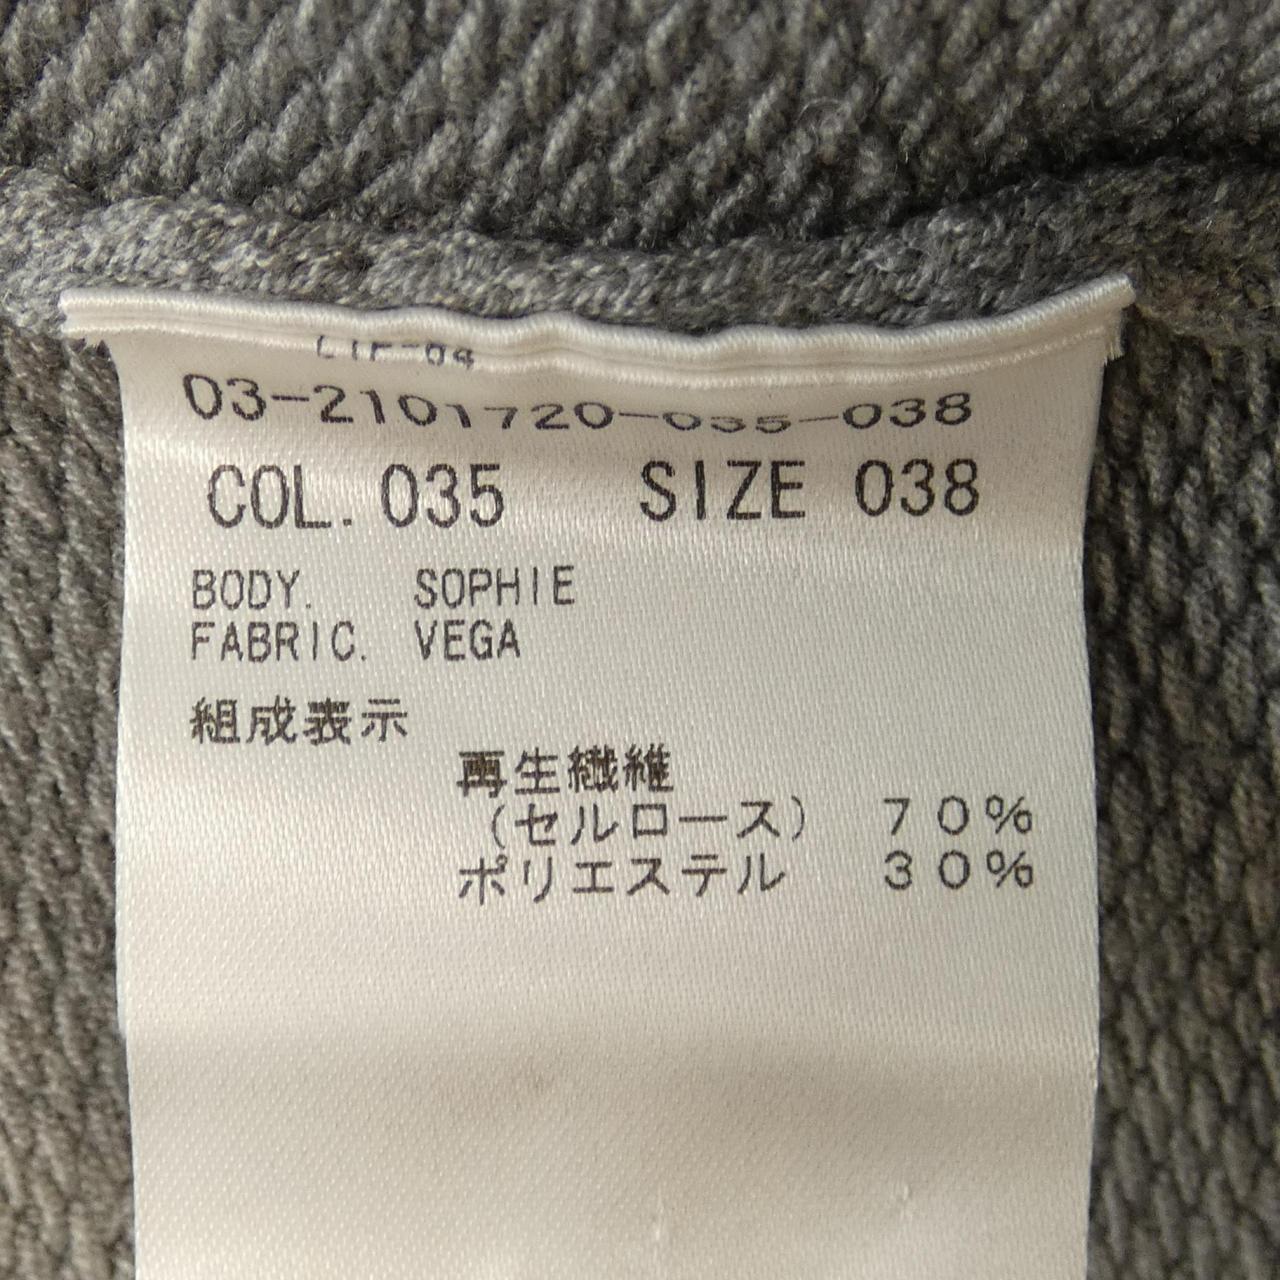 03-2101720-035-038
COL. 035 SIZE 038
BODY. SOPHIE
FABRIC. VEGA
組成表示
再生繊維
(セルロース) 70%
ポリエステル 30%